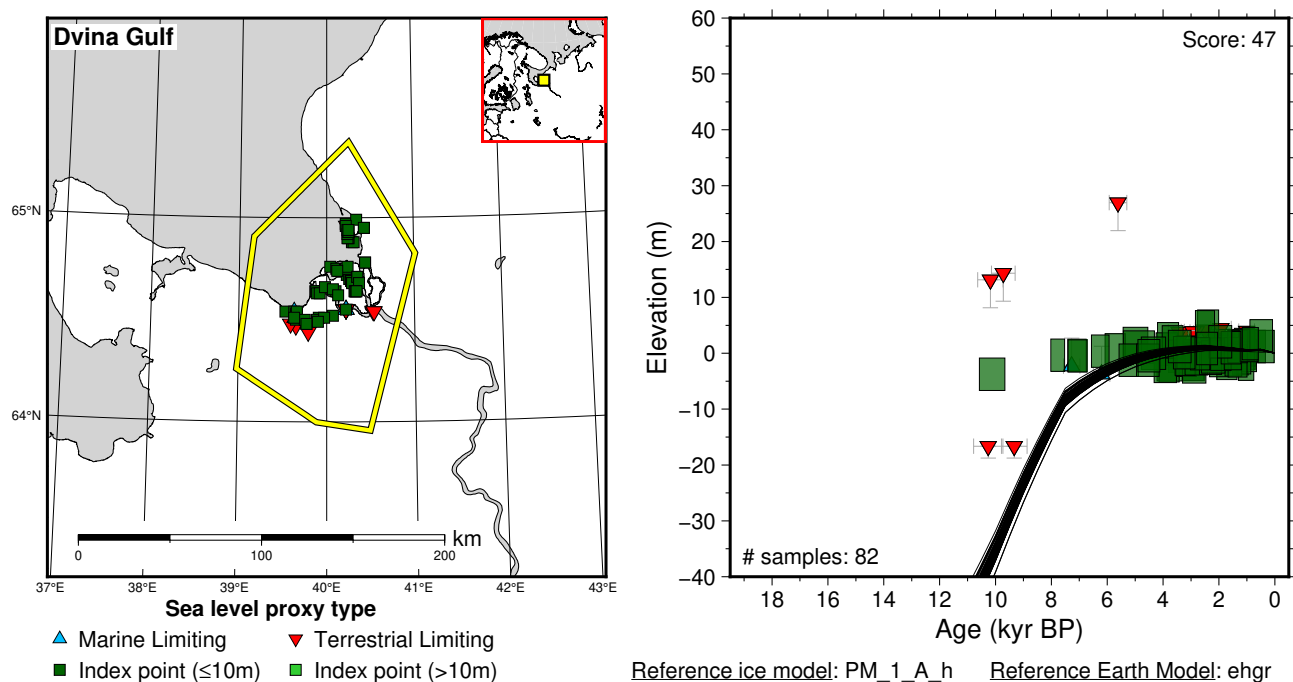 Dvina Gulf
65°N
64°N
km
0
100
200
37°E
38°E
39°E
40°E
41°E
42°E
43°E
Sea level proxy type
Marine Limiting
Terrestrial Limiting
Index point (≤10m)
Index point (>10m)
Score: 47
# samples: 82
Elevation (m)
60
50
40
30
20
10
0
−10
−20
−30
−40
18
16
14
12
10
8
6
4
2
0
Age (kyr BP)
Reference ice model: PM_1_A_h
Reference Earth Model: ehgr